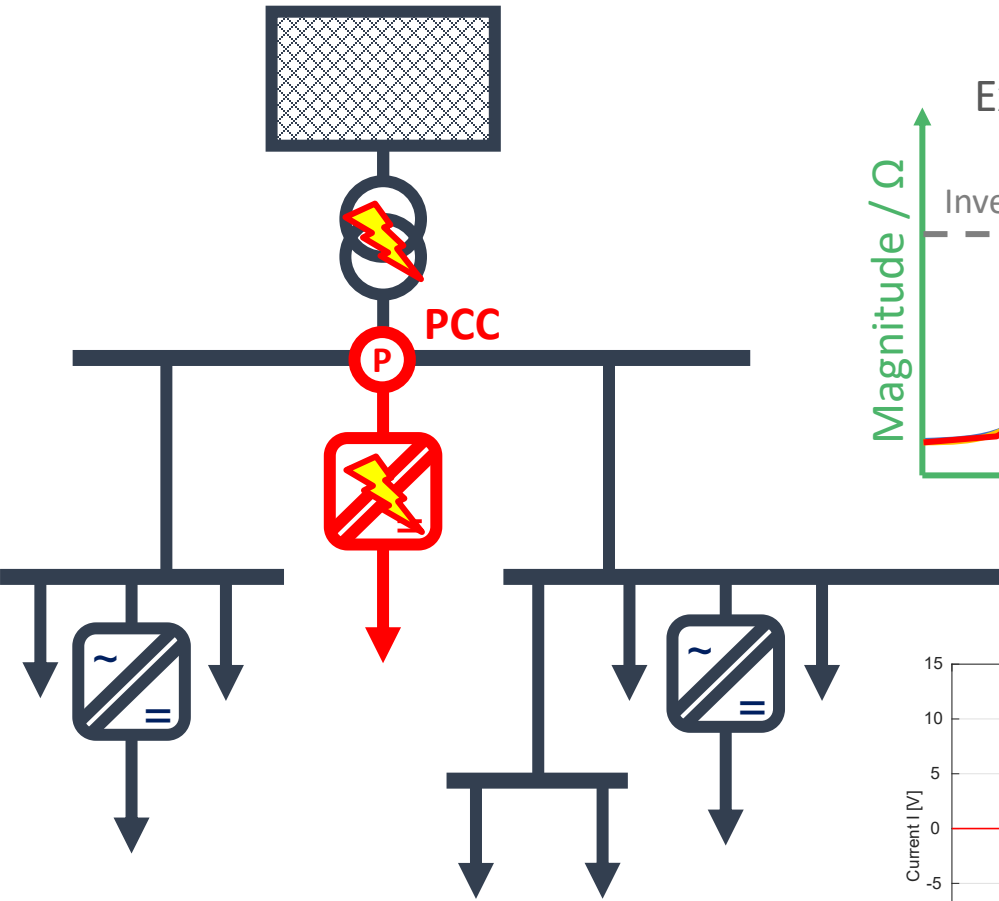 PCC
P
=
~
=
~
=
Magnitude / Ω
15
10
5
0
-5
Current I [V]